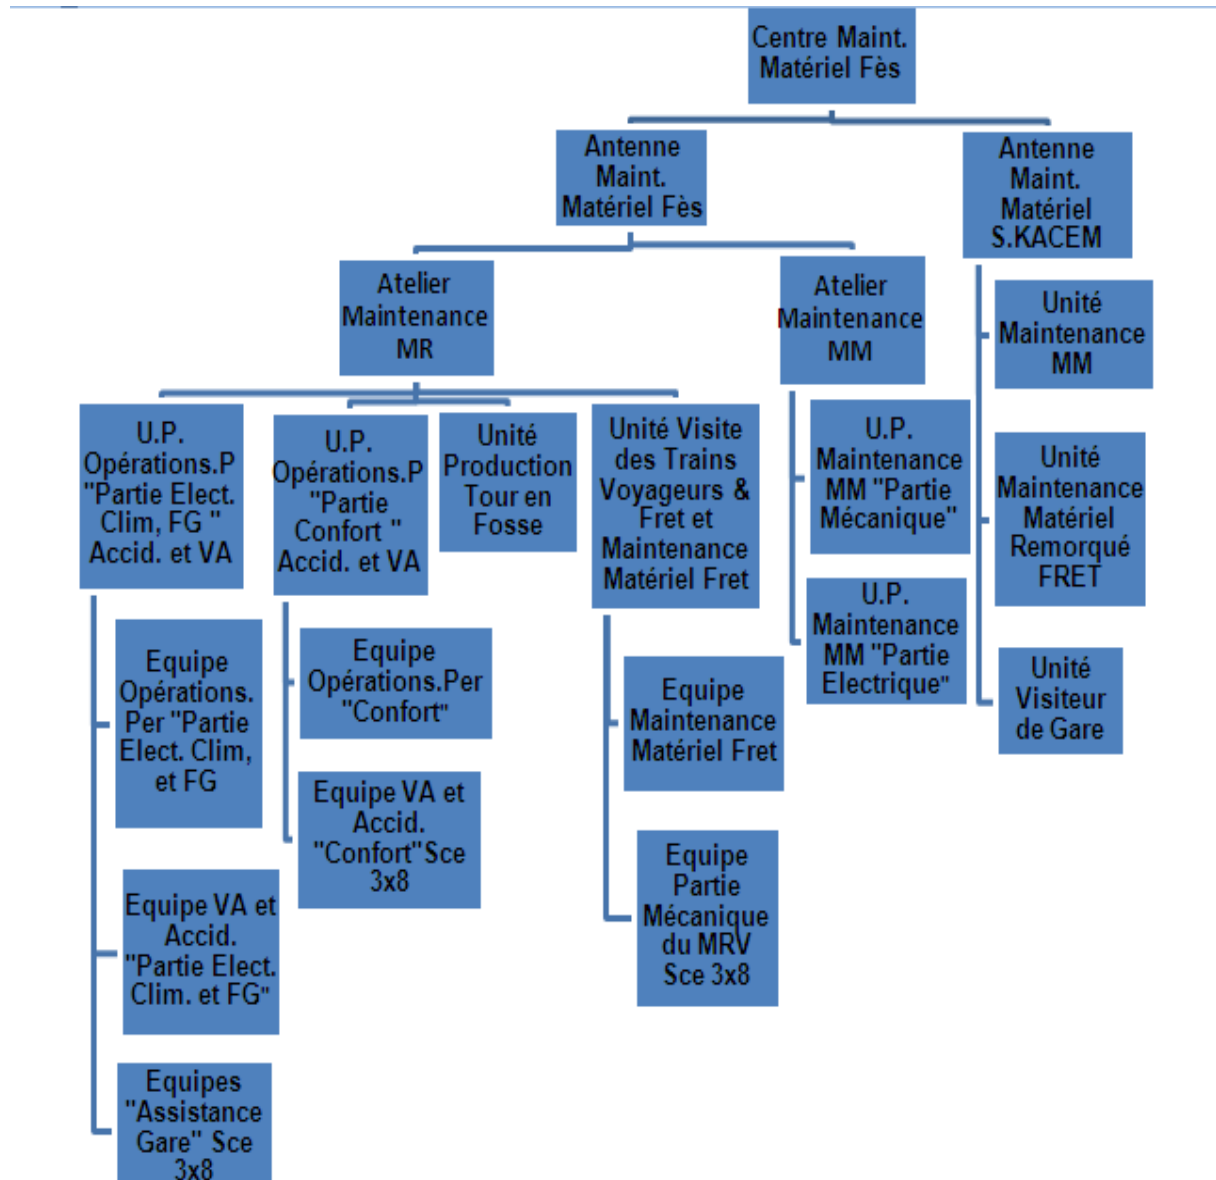 Centre Maint.
Matériel Fès
Antenne
Maint.
Matériel Fès
Antenne
Maint.
Matériel
S.KACEM
Atelier
Maintenance
MR
Atelier
Maintenance
MM
Unité
Maintenance
MM
U.P.
Opérations.P
"Partie Elect.
Clim, FG "
Accid. et VA
U.P.
Opérations.P
"Partie
Confort "
Accid. et VA
Unité
Production
Tour en
Fosse
Unité Visite
des Trains
Voyageurs &
Fret et
Maintenance
Matériel Fret
U.P.
Maintenance
MM "Partie
Mécanique"
Unité
Maintenance
Matériel
Remorqué
FRET
Equipe
Opérations.
Per "Partie
Elect. Clim,
et FG
Equipe
Opérations.Per
"Confort"
Equipe
Maintenance
Matériel Fret
U.P.
Maintenance
MM "Partie
Electrique"
Unité
Visiteur
de Gare
Equipe VA et
Accid.
"Confort"Sce
3x8
Equipe
Partie
Mécanique
du MRV
Sce 3x8
Equipe VA et
Accid.
"Partie Elect.
Clim. et FG"
Equipes
"Assistance
Gare" Sce
3x8